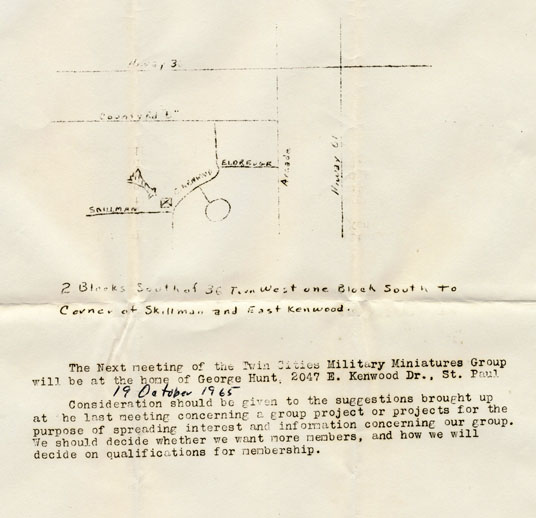 Hiway 3
County Rd "B"
ELDRIDGE
E. KENWOOD
Arcade
Hiway 61
SKILLMAN
2 Blocks South of 36 Turn West one Block South to
Corner of Skillman and East Kenwood.
The Next meeting of the Twin Cities Military Miniatures Group
will be at the home of George Hunt, 2047 E. Kenwood Dr., St. Paul
19 October 1965
Consideration should be given to the suggestions brought up
at he last meeting concerning a group project or projects for the
purpose of spreading interest and information concerning our group.
We should decide whether we want more members, and how we will
decide on qualifications for membership.